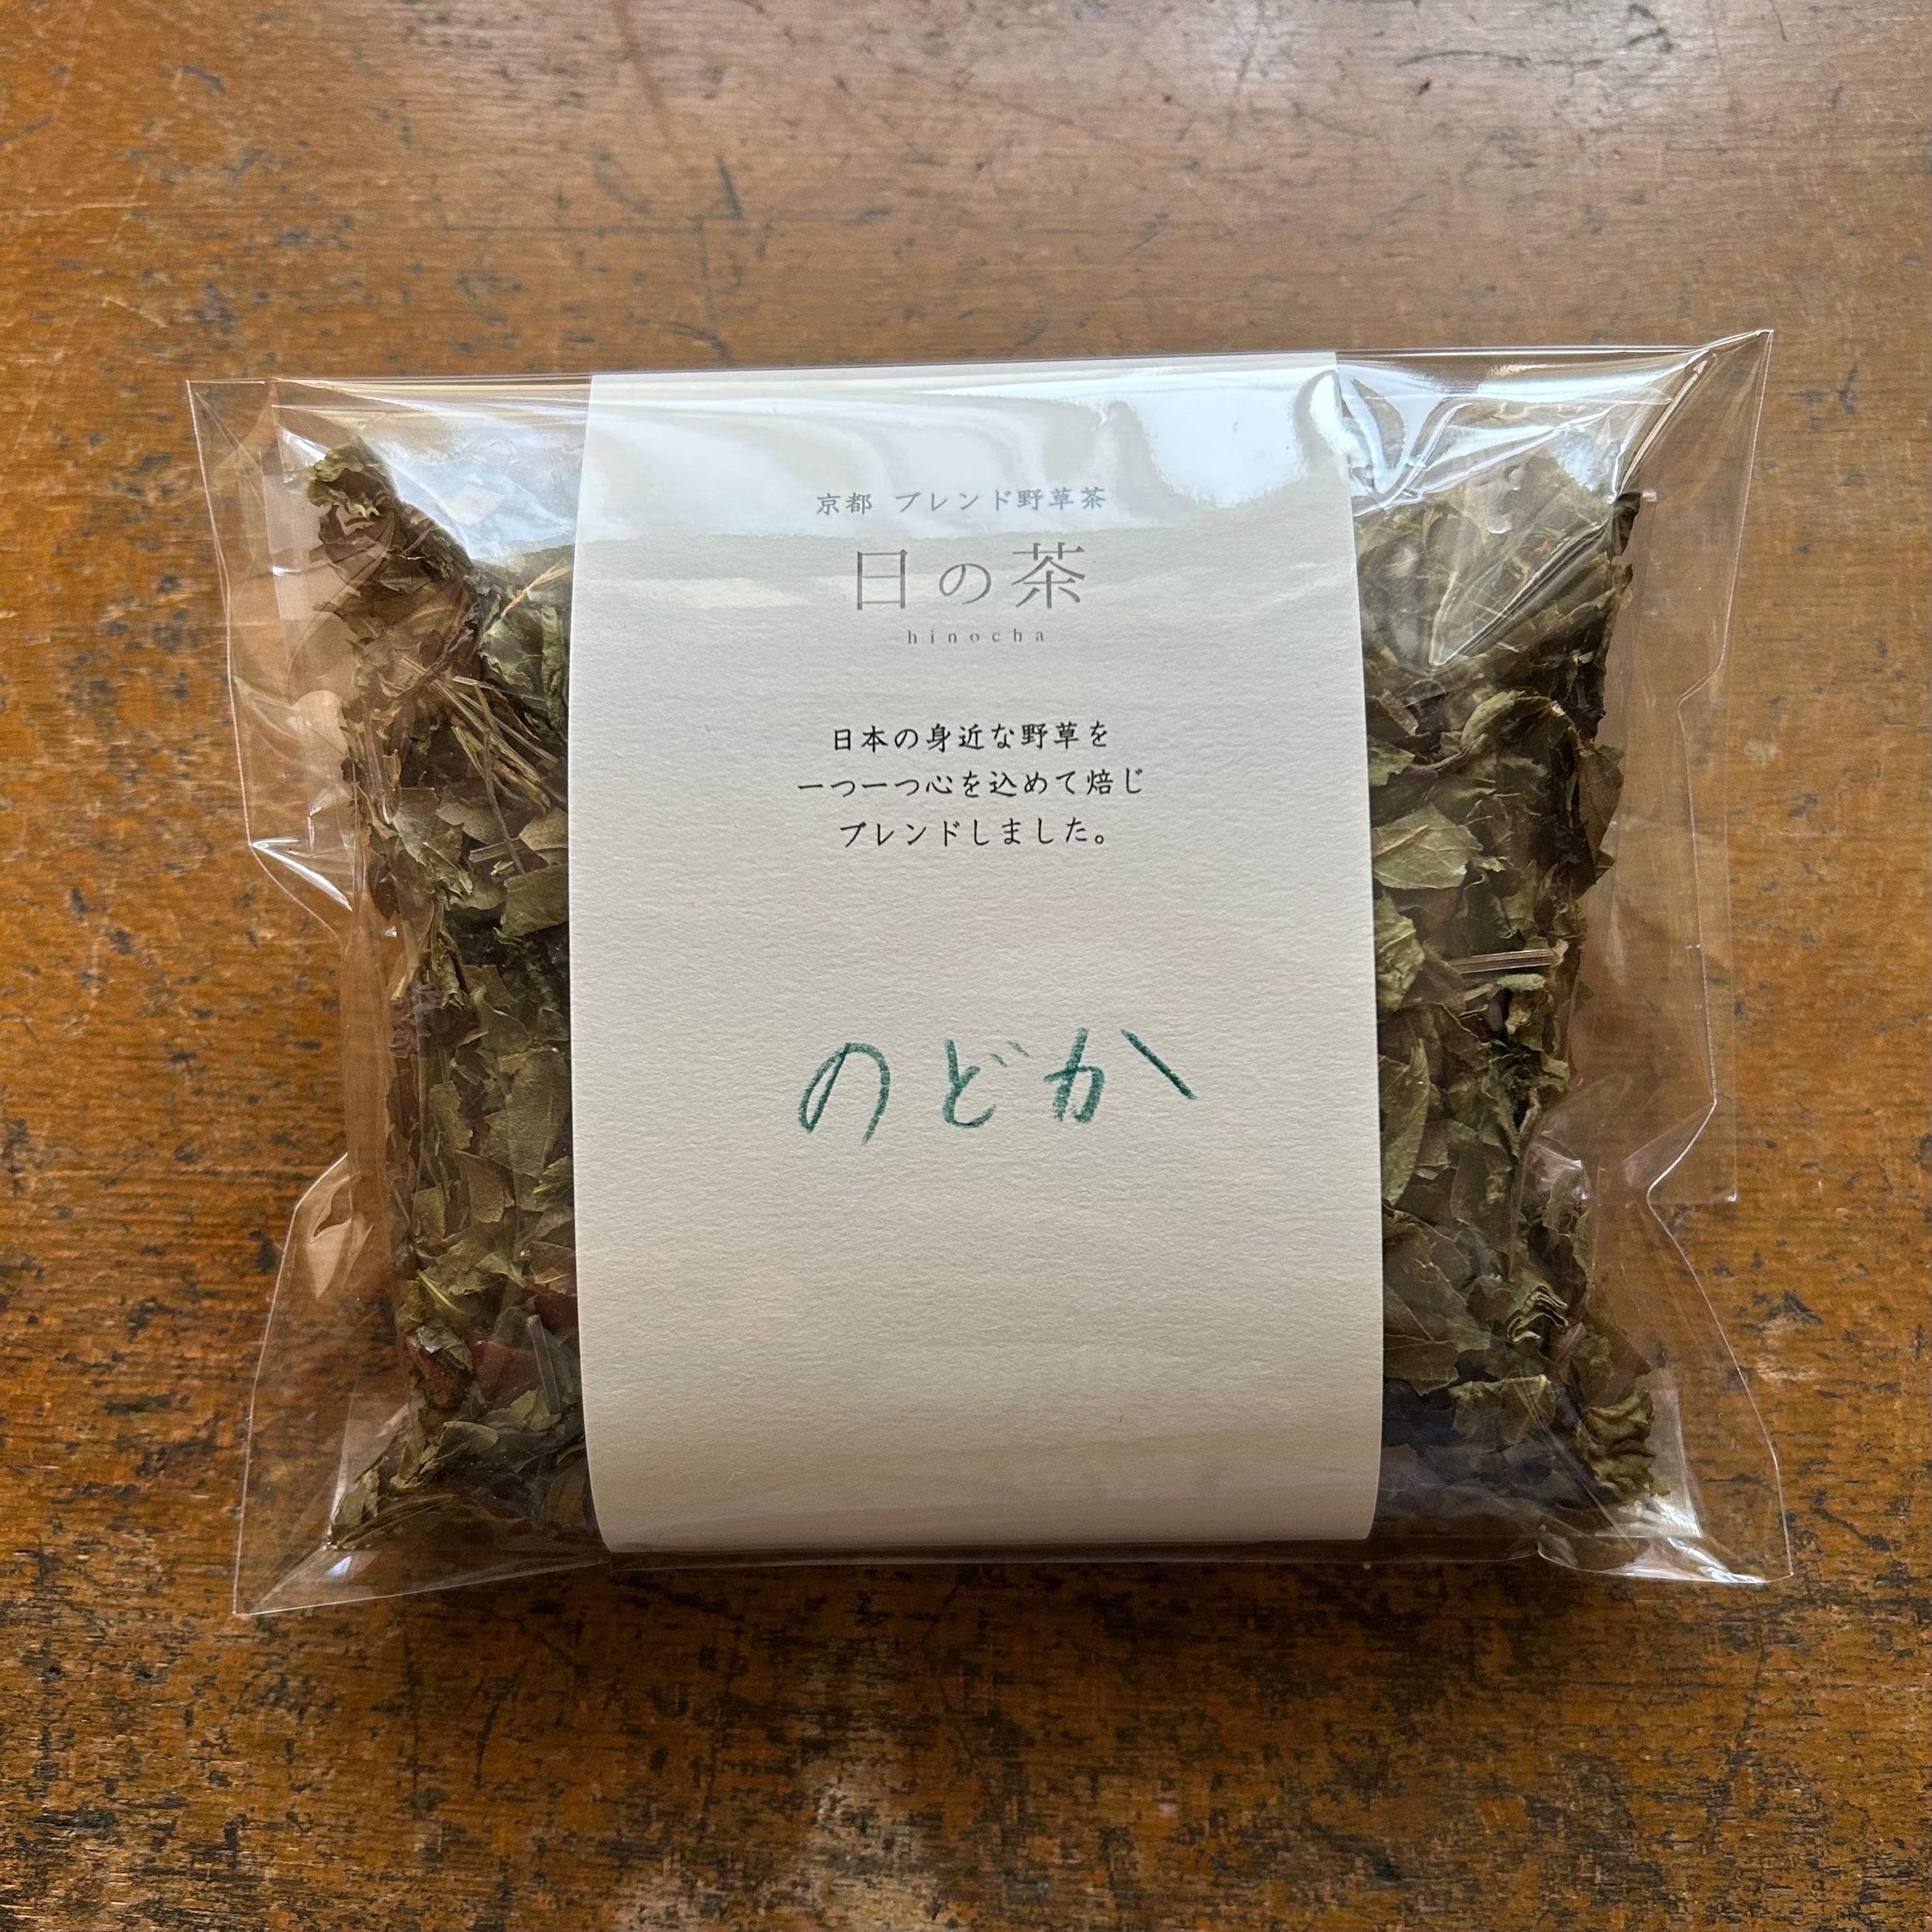 京都 ブレンド野草茶
日の茶
hinocha
日本の身近な野草を
一つ一つ心を込めて焙じ
ブレンドしました。
のどか